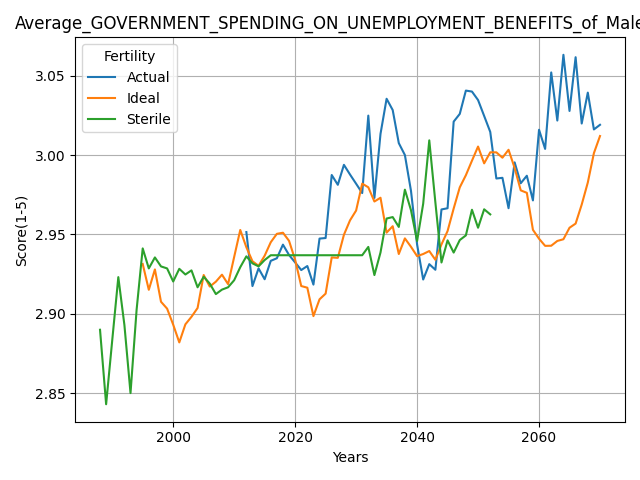 Average_GOVERNMENT_SPENDING_ON_UNEMPLOYMENT_BENEFITS_of_Male
Fertility
Actual
Ideal
Sterile
3.05
3.00
2.95
2.90
2.85
Score(1-5)
2000 2020 2040 2060
Years